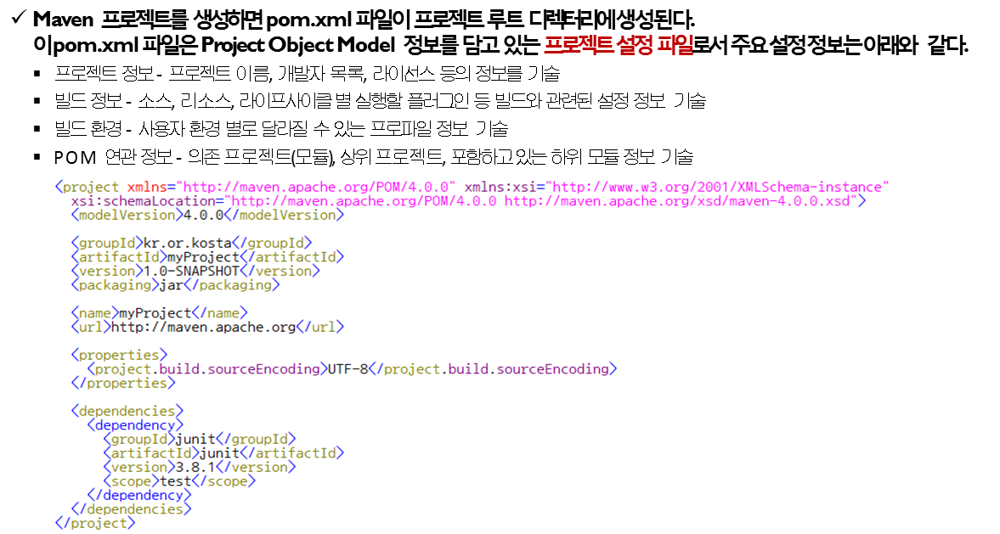 ✓ Maven 프로젝트를 생성하면 pom.xml 파일이 프로젝트 루트 디렉터리에 생성된다.
이 pom.xml 파일은 Project Object Model 정보를 담고 있는 프로젝트 설정 파일로서 주요 설정 정보는 아래와 같다.
▪ 프로젝트 정보 - 프로젝트 이름, 개발자 목록, 라이선스 등의 정보를 기술
▪ 빌드 정보 - 소스, 리소스, 라이프사이클 별 실행할 플러그인 등 빌드와 관련된 설정 정보 기술
▪ 빌드 환경 - 사용자 환경 별로 달라질 수 있는 프로파일 정보 기술
▪ POM 연관 정보 - 의존 프로젝트(모듈), 상위 프로젝트, 포함하고 있는 하위 모듈 정보 기술
<project xmlns="http://maven.apache.org/POM/4.0.0" xmlns:xsi="http://www.w3.org/2001/XMLSchema-instance"
xsi:schemaLocation="http://maven.apache.org/POM/4.0.0 http://maven.apache.org/xsd/maven-4.0.0.xsd">
<modelVersion>4.0.0</modelVersion>
<groupId>kr.or.kosta</groupId>
<artifactId>myProject</artifactId>
<version>1.0-SNAPSHOT</version>
<packaging>jar</packaging>
<name>myProject</name>
<url>http://maven.apache.org</url>
<properties>
<project.build.sourceEncoding>UTF-8</project.build.sourceEncoding>
</properties>
<dependencies>
<dependency>
<groupId>junit</groupId>
<artifactId>junit</artifactId>
<version>3.8.1</version>
<scope>test</scope>
</dependency>
</dependencies>
</project>